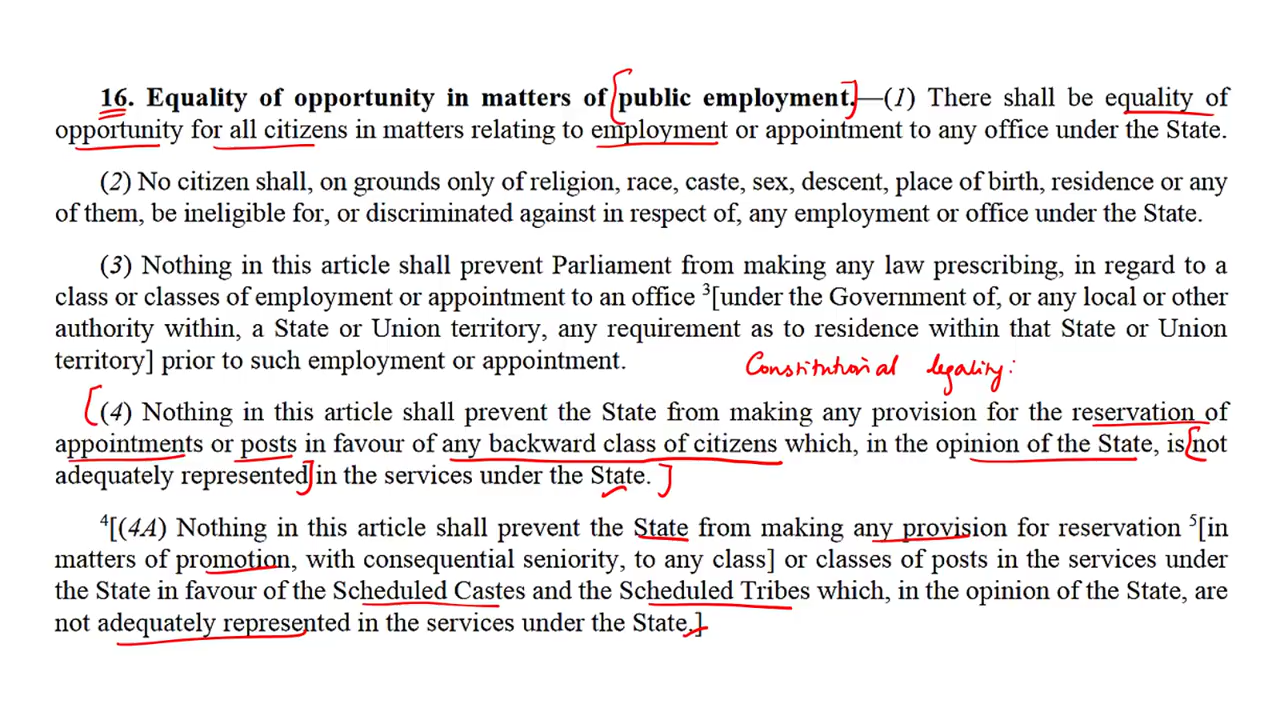 16. Equality of opportunity in matters of public employment.—(1) There shall be equality of
opportunity for all citizens in matters relating to employment or appointment to any office under the State.
(2) No citizen shall, on grounds only of religion, race, caste, sex, descent, place of birth, residence or any
of them, be ineligible for, or discriminated against in respect of, any employment or office under the State.
(3) Nothing in this article shall prevent Parliament from making any law prescribing, in regard to a
class or classes of employment or appointment to an office ³[under the Government of, or any local or other
authority within, a State or Union territory, any requirement as to residence within that State or Union
territory] prior to such employment or appointment.
Constitutional legality:
(4) Nothing in this article shall prevent the State from making any provision for the reservation of
appointments or posts in favour of any backward class of citizens which, in the opinion of the State, is not
adequately represented in the services under the State.
⁴[(4A) Nothing in this article shall prevent the State from making any provision for reservation ⁵[in
matters of promotion, with consequential seniority, to any class] or classes of posts in the services under
the State in favour of the Scheduled Castes and the Scheduled Tribes which, in the opinion of the State, are
not adequately represented in the services under the State.]